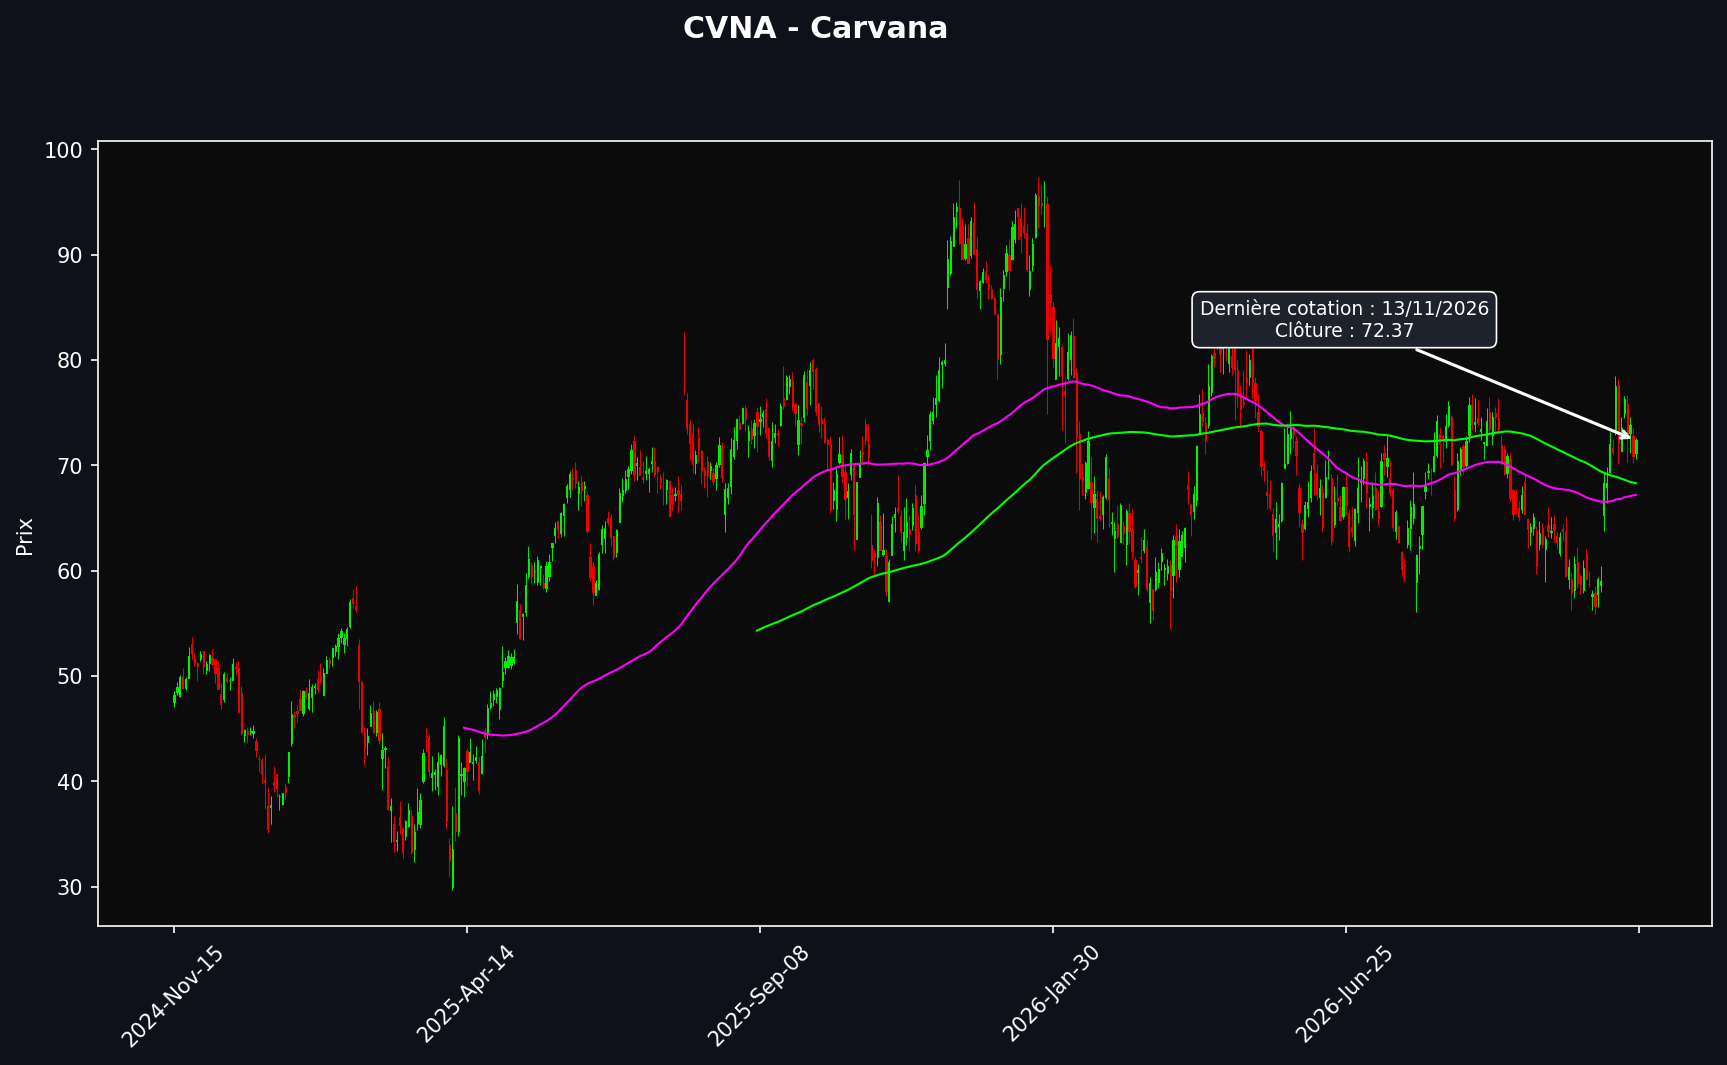 CVNA - Carvana
100
90
80
70
60
50
40
30
Prix
Dernière cotation : 13/11/2026
Clôture : 72.37
2024-Nov-15
2025-Apr-14
2025-Sep-08
2026-Jan-30
2026-Jun-25